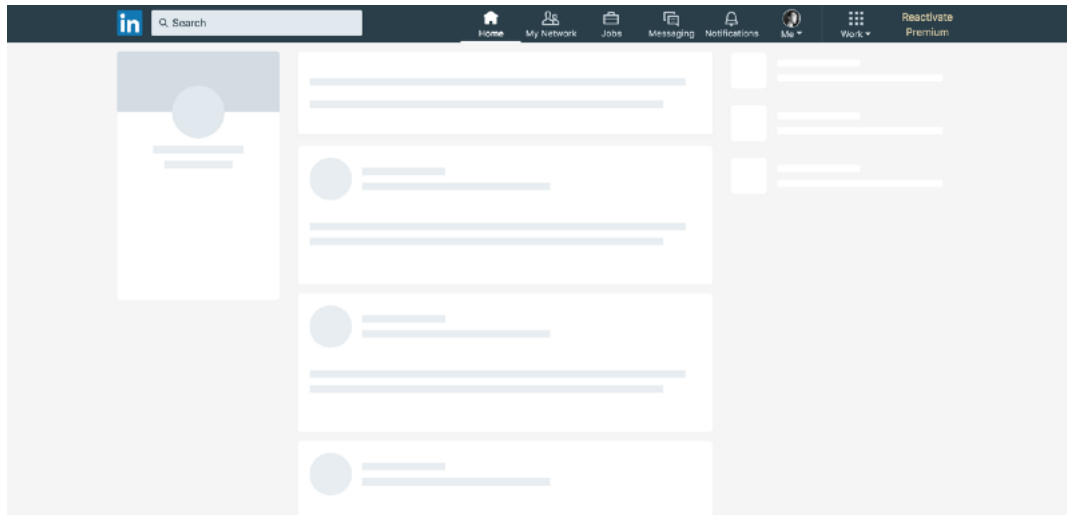 in
Search
Home
My Network
Jobs
Messaging
Notifications
Me
Work
Reactivate
Premium